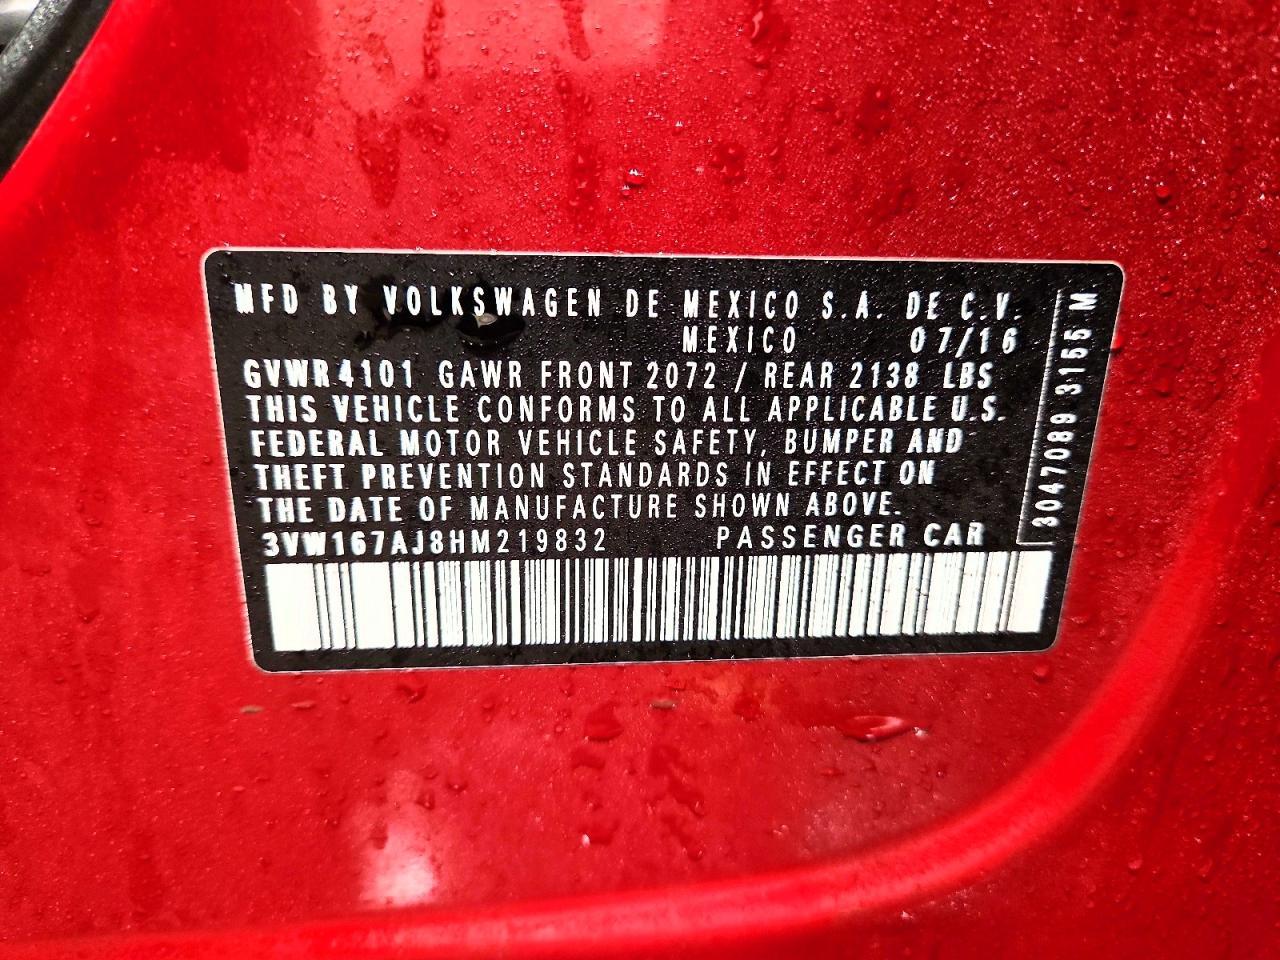 MFD BY VOLKSWAGEN DE MEXICO S.A. DE C.V.
MEXICO 07/16
GVWR 4101 GAWR FRONT 2072 / REAR 2138 LBS
THIS VEHICLE CONFORMS TO ALL APPLICABLE U.S.
FEDERAL MOTOR VEHICLE SAFETY, BUMPER AND
THEFT PREVENTION STANDARDS IN EFFECT ON
THE DATE OF MANUFACTURE SHOWN ABOVE.
3VW167AJ8HM219832 PASSENGER CAR
3047089 3155 M